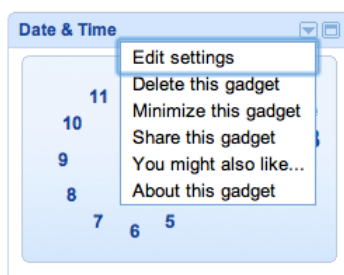 Date & Time
Edit settings
Delete this gadget
Minimize this gadget
Share this gadget
You might also like...
About this gadget
11
10
9
8
7
6
5